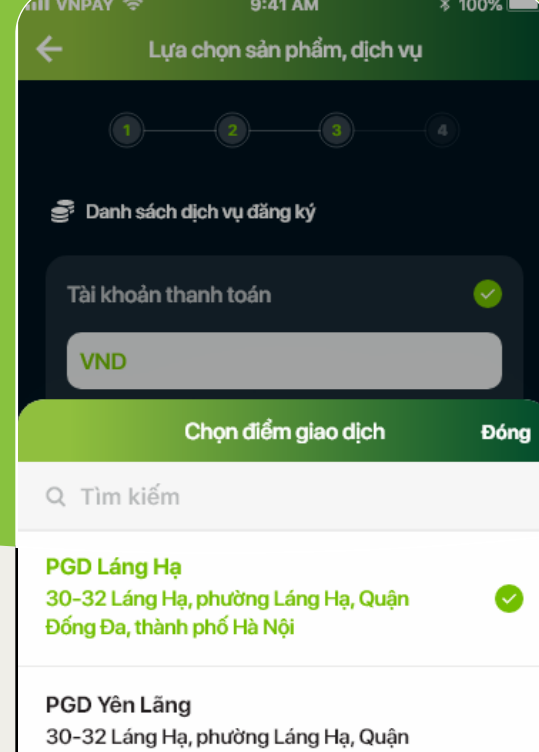 VNPAY 9:41 AM 100%
Lựa chọn sản phẩm, dịch vụ
1 2 3 4
Danh sách dịch vụ đăng ký
Tài khoản thanh toán
VND
Chọn điểm giao dịch Đóng
Tìm kiếm
PGD Láng Hạ
30-32 Láng Hạ, phường Láng Hạ, Quận
Đống Đa, thành phố Hà Nội
PGD Yên Lãng
30-32 Láng Hạ, phường Láng Hạ, Quận